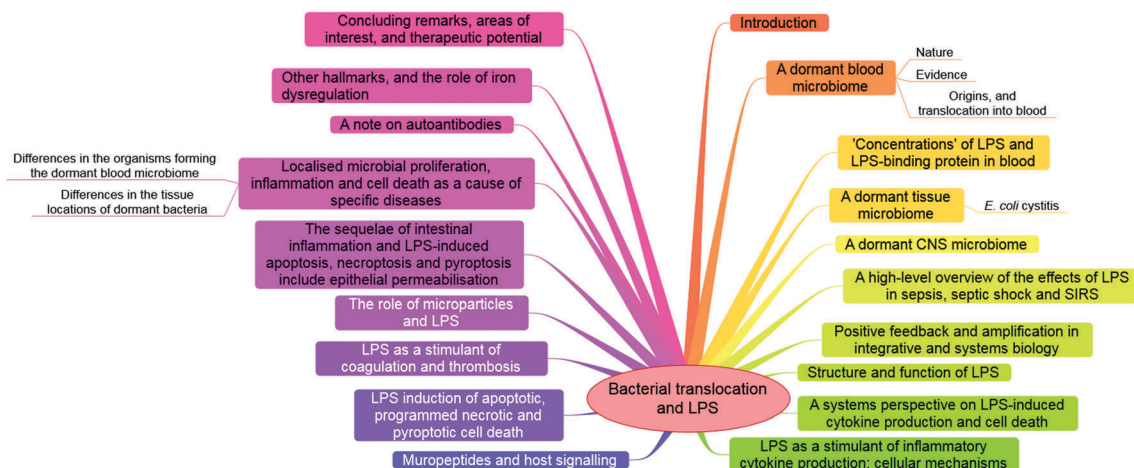 Introduction
A dormant blood
microbiome
Nature
Evidence
Origins, and
translocation into blood
'Concentrations' of LPS and
LPS-binding protein in blood
A dormant tissue
microbiome
E. coli cystitis
A dormant CNS microbiome
A high-level overview of the effects of LPS
in sepsis, septic shock and SIRS
Positive feedback and amplification in
integrative and systems biology
Structure and function of LPS
A systems perspective on LPS-induced
cytokine production and cell death
LPS as a stimulant of inflammatory
cytokine production: cellular mechanisms
Bacterial translocation
and LPS
Muropeptides and host signalling
LPS induction of apoptotic,
programmed necrotic and
pyroptotic cell death
LPS as a stimulant of
coagulation and thrombosis
The role of microparticles
and LPS
The sequelae of intestinal
inflammation and LPS-induced
apoptosis, necroptosis and pyroptosis
include epithelial permeabilisation
Localised microbial proliferation,
inflammation and cell death as a cause of
specific diseases
Differences in the organisms forming
the dormant blood microbiome
Differences in the tissue
locations of dormant bacteria
A note on autoantibodies
Other hallmarks, and the role of iron
dysregulation
Concluding remarks, areas of
interest, and therapeutic potential